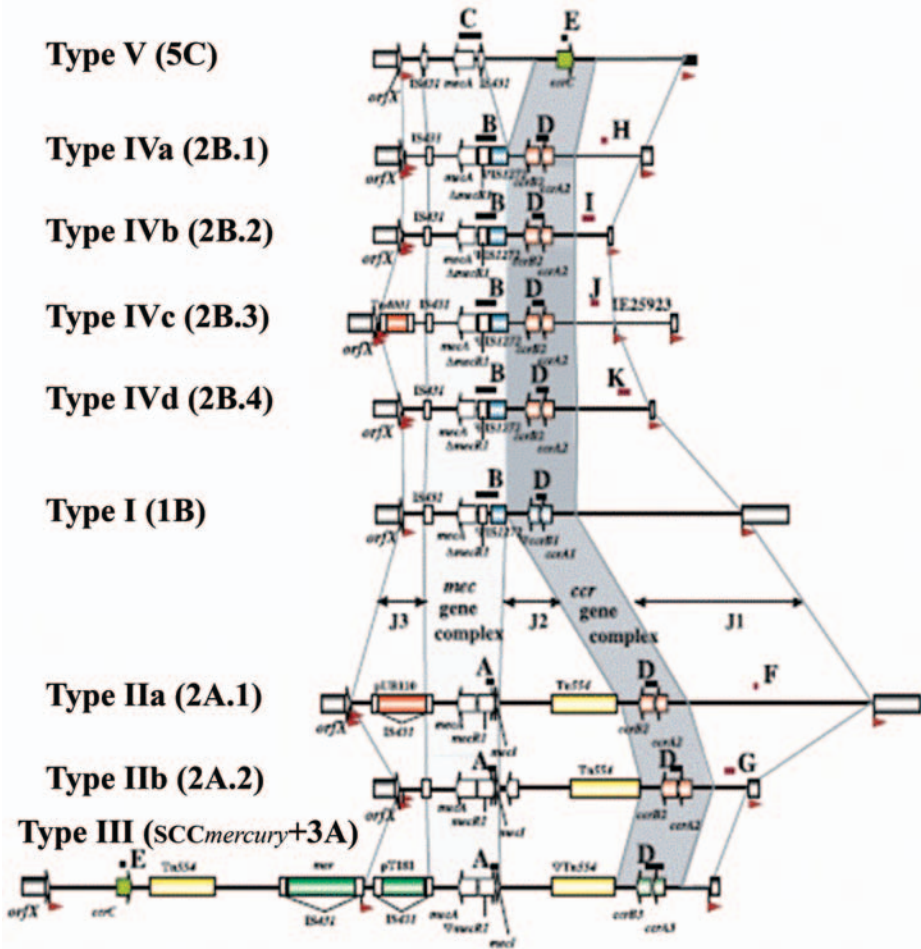 C E
Type V (5C)
orfX IS431 mecA IS431 ccrC
B D H
Type IVa (2B.1)
IS431
orfX mecA ΔmecR1 ΨIS1272 ccrB2 ccrA2
B D I
Type IVb (2B.2)
IS431
orfX mecA ΔmecR1 ΨIS1272 ccrB2 ccrA2
B D J
Type IVc (2B.3)
Tn4001 IS431 IE25923
orfX mecA ΔmecR1 ΨIS1272 ccrB2 ccrA2
B D K
Type IVd (2B.4)
IS431
orfX mecA ΔmecR1 ΨIS1272 ccrB2 ccrA2
B D
Type I (1B)
IS431
orfX mecA ΔmecR1 ΨIS1272 ΨccrB1 ccrA1
mec gene complex
ccr gene complex
J3 J2 J1
A D F
Type IIa (2A.1)
pUB110 Tn554
orfX IS431 mecA mecR1 mecI ccrB2 ccrA2
A D G
Type IIb (2A.2)
Tn554
orfX mecA mecR1 mecI ccrB2 ccrA2
Type III (SCCmercury+3A)
E A D
Tn554 mer pT181 ΨTn554
orfX ccrC IS431 IS431 mecA ΨmecR1 mecI ccrB3 ccrA3